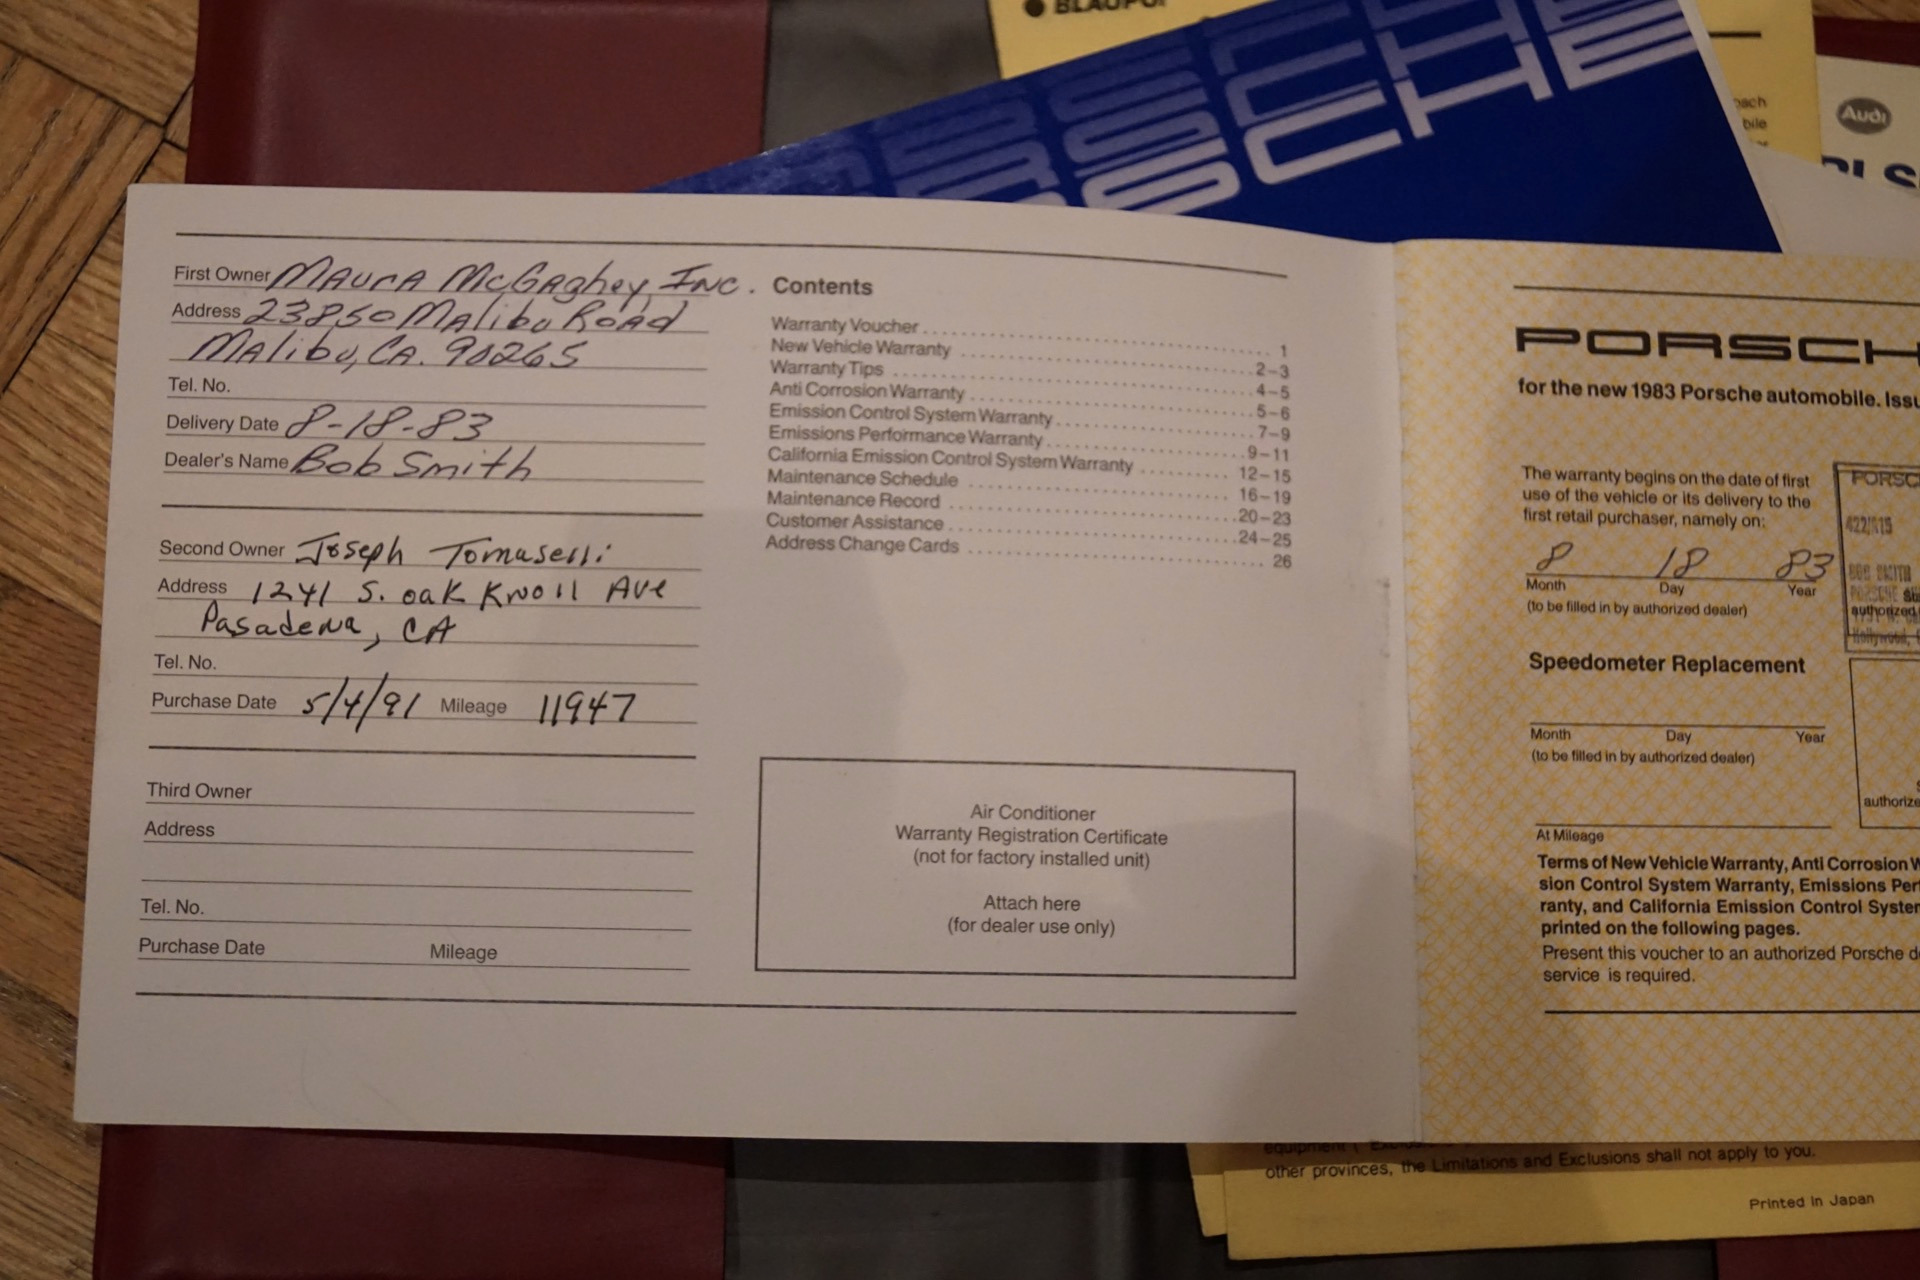 BLAUPU
PORSCHE
Audi
First Owner MAURA McGAghey, INC.
Address 23850 Malibu Road
Malibu, CA. 90265
Tel. No.
Delivery Date 8-18-83
Dealer's Name Bob Smith
Second Owner Joseph Tomaselli
Address 1241 S. oak Knoll Ave
Pasadena, CA
Tel. No.
Purchase Date 5/4/91 Mileage 11947
Third Owner
Address
Tel. No.
Purchase Date Mileage
Contents
Warranty Voucher 1
New Vehicle Warranty 2-3
Warranty Tips 4-5
Anti Corrosion Warranty 5-6
Emission Control System Warranty 7-9
Emissions Performance Warranty 9-11
California Emission Control System Warranty 12-15
Maintenance Schedule 16-19
Maintenance Record 20-23
Customer Assistance 24-25
Address Change Cards 26
Air Conditioner
Warranty Registration Certificate
(not for factory installed unit)
Attach here
(for dealer use only)
PORSCH
for the new 1983 Porsche automobile. Issu
The warranty begins on the date of first
use of the vehicle or its delivery to the
first retail purchaser, namely on:
8 18 83
Month Day Year
(to be filled in by authorized dealer)
PORSC
BOB SMITH
PORSCHE
authorized
Hollywood,
Speedometer Replacement
Month Day Year
(to be filled in by authorized dealer)
authorize
At Mileage
Terms of New Vehicle Warranty, Anti Corrosion W
sion Control System Warranty, Emissions Per
ranty, and California Emission Control System
printed on the following pages.
Present this voucher to an authorized Porsche d
service is required.
other provinces, the Limitations and Exclusions shall not apply to you.
Printed in Japan